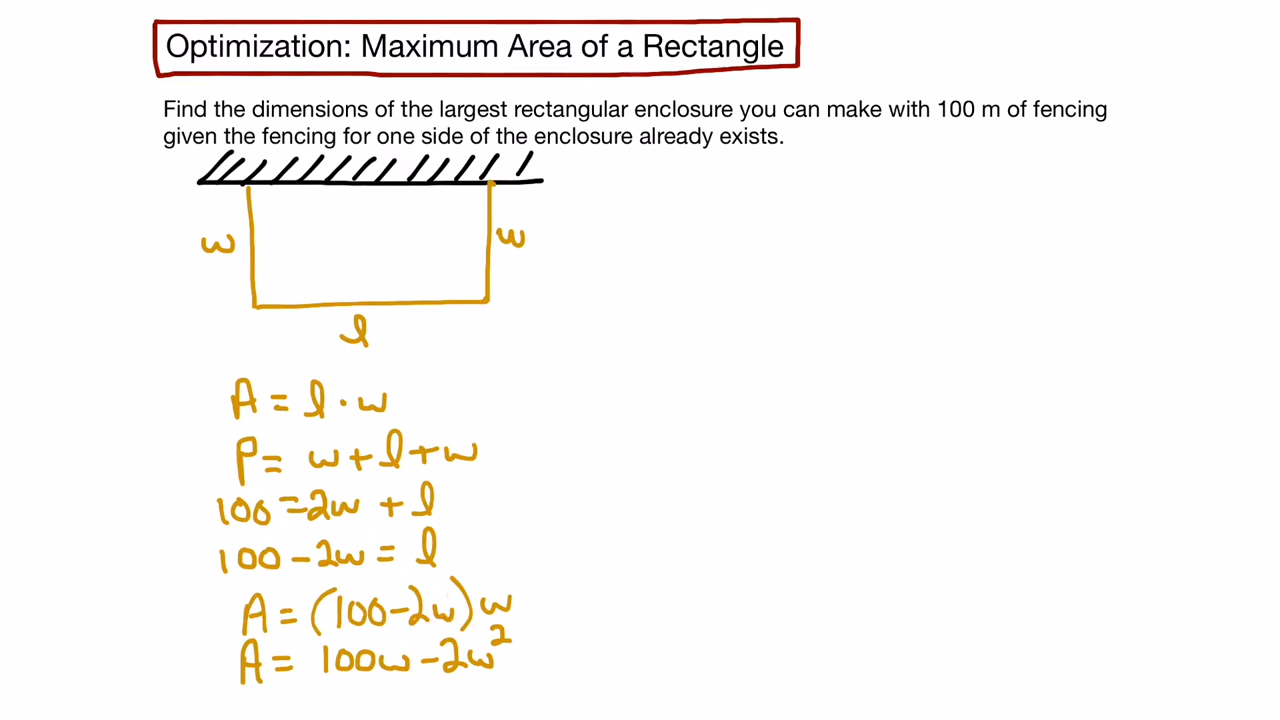 Optimization: Maximum Area of a Rectangle
Find the dimensions of the largest rectangular enclosure you can make with 100 m of fencing
given the fencing for one side of the enclosure already exists.
w w
l
A = l · w
P = w + l + w
100 = 2w + l
100 - 2w = l
A = (100 - 2w) w
A = 100w - 2w²